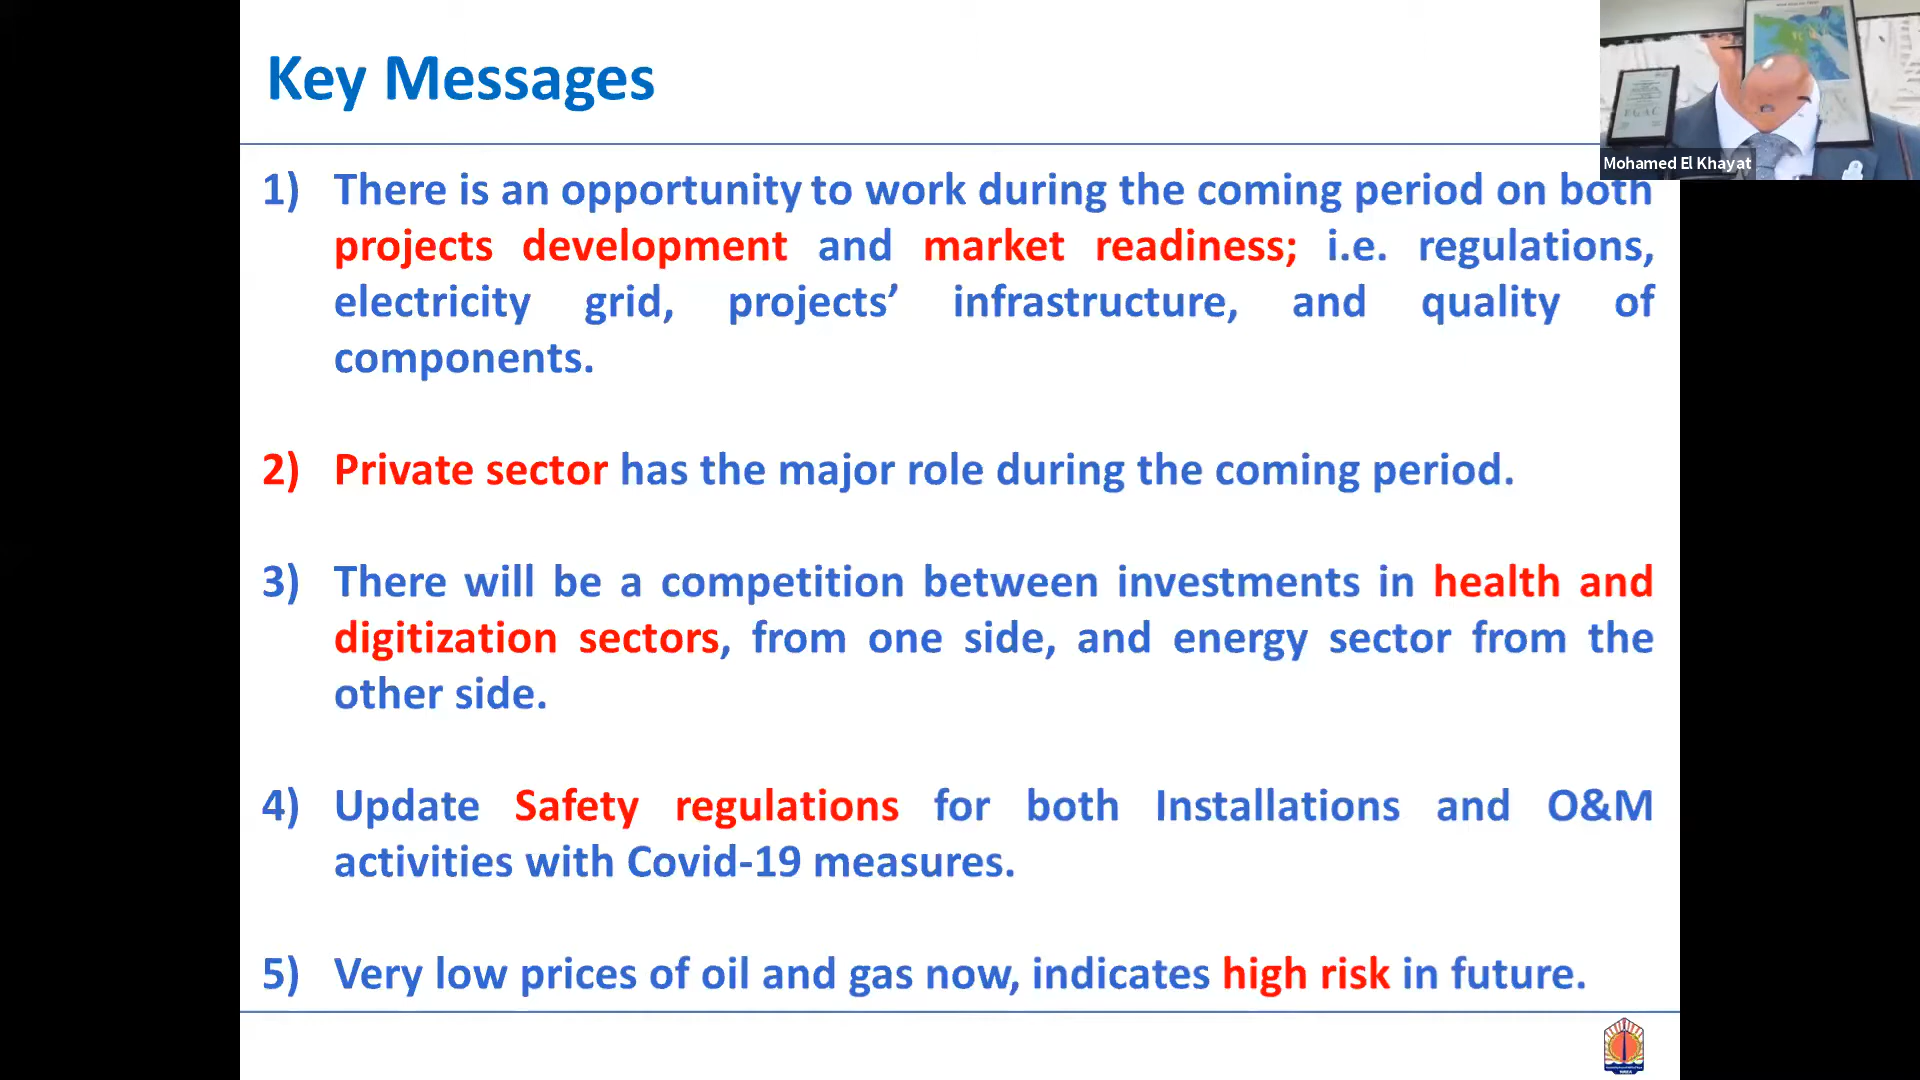 Key Messages
Mohamed El Khayat
1) There is an opportunity to work during the coming period on both
projects development and market readiness; i.e. regulations,
electricity grid, projects’ infrastructure, and quality of
components.
2) Private sector has the major role during the coming period.
3) There will be a competition between investments in health and
digitization sectors, from one side, and energy sector from the
other side.
4) Update Safety regulations for both Installations and O&M
activities with Covid-19 measures.
5) Very low prices of oil and gas now, indicates high risk in future.